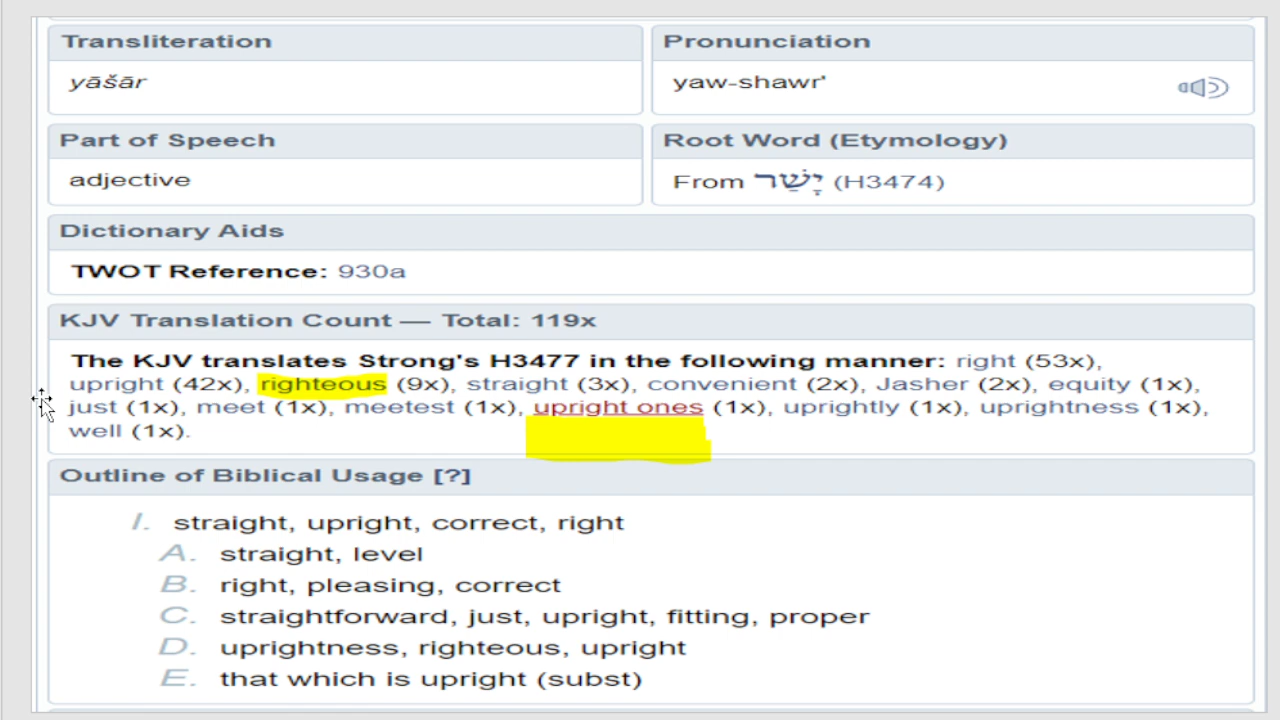 Transliteration
yāšār
Pronunciation
yaw-shawr'
Part of Speech
adjective
Root Word (Etymology)
From יָשַׁר (H3474)
Dictionary Aids
TWOT Reference: 930a
KJV Translation Count — Total: 119x
The KJV translates Strong's H3477 in the following manner: right (53x),
upright (42x), righteous (9x), straight (3x), convenient (2x), Jasher (2x), equity (1x),
just (1x), meet (1x), meetest (1x), upright ones (1x), uprightly (1x), uprightness (1x),
well (1x).
Outline of Biblical Usage [?]
I. straight, upright, correct, right
A. straight, level
B. right, pleasing, correct
C. straightforward, just, upright, fitting, proper
D. uprightness, righteous, upright
E. that which is upright (subst)